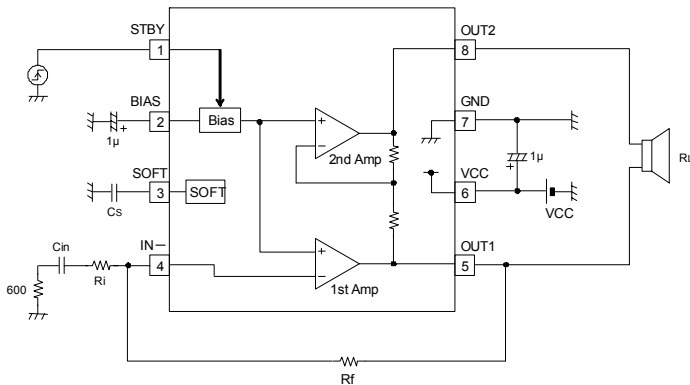 STBY
1
OUT2
8
BIAS
2
1μ
+
Bias
+
−
2nd Amp
GND
7
1μ
+
SOFT
3
Cs
SOFT
VCC
6
VCC
RL
IN−
4
Cin
Ri
600
+
−
1st Amp
OUT1
5
Rf